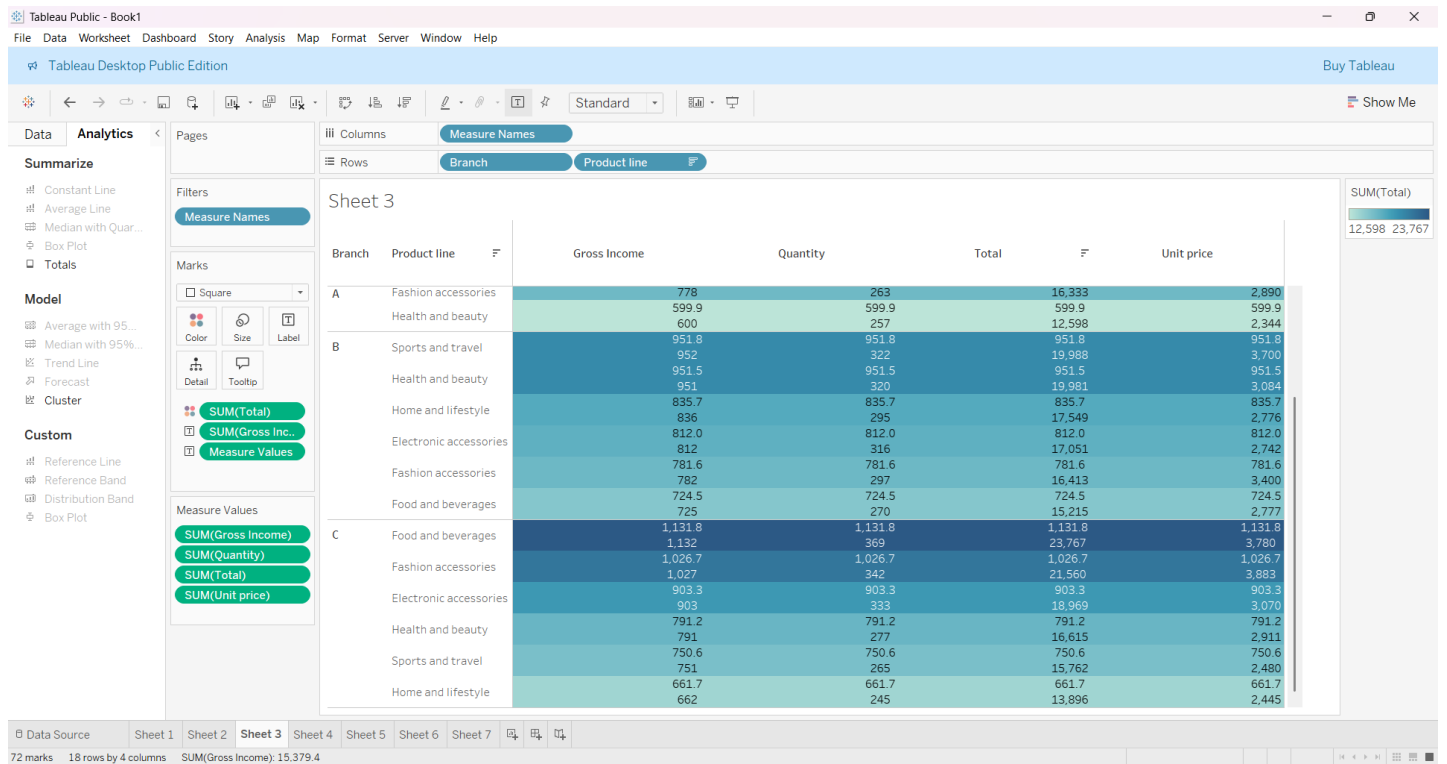 Tableau Public - Book1
File Data Worksheet Dashboard Story Analysis Map Format Server Window Help
Tableau Desktop Public Edition
Buy Tableau
Standard
Show Me
Data Analytics
Summarize
Constant Line
Average Line
Median with Quar...
Box Plot
Totals
Model
Average with 95...
Median with 95%...
Trend Line
Forecast
Cluster
Custom
Reference Line
Reference Band
Distribution Band
Box Plot
Pages
Filters
Measure Names
Marks
Square
Color Size Label
Detail Tooltip
SUM(Total)
SUM(Gross Inc..
Measure Values
Measure Values
SUM(Gross Income)
SUM(Quantity)
SUM(Total)
SUM(Unit price)
Columns Measure Names
Rows Branch Product line
Sheet 3
Branch Product line Gross Income Quantity Total Unit price
A Fashion accessories 778 263 16,333 2,890
Health and beauty 599.9 599.9 599.9 599.9
600 257 12,598 2,344
B Sports and travel 951.8 951.8 951.8 951.8
952 322 19,988 3,700
Health and beauty 951.5 951.5 951.5 951.5
951 320 19,981 3,084
Home and lifestyle 835.7 835.7 835.7 835.7
836 295 17,549 2,776
Electronic accessories 812.0 812.0 812.0 812.0
812 316 17,051 2,742
Fashion accessories 781.6 781.6 781.6 781.6
782 297 16,413 3,400
Food and beverages 724.5 724.5 724.5 724.5
725 270 15,215 2,777
C Food and beverages 1,131.8 1,131.8 1,131.8 1,131.8
1,132 369 23,767 3,780
Fashion accessories 1,026.7 1,026.7 1,026.7 1,026.7
1,027 342 21,560 3,883
Electronic accessories 903.3 903.3 903.3 903.3
903 333 18,969 3,070
Health and beauty 791.2 791.2 791.2 791.2
791 277 16,615 2,911
Sports and travel 750.6 750.6 750.6 750.6
751 265 15,762 2,480
Home and lifestyle 661.7 661.7 661.7 661.7
662 245 13,896 2,445
SUM(Total)
12,598 23,767
Data Source Sheet 1 Sheet 2 Sheet 3 Sheet 4 Sheet 5 Sheet 6 Sheet 7
72 marks 18 rows by 4 columns SUM(Gross Income): 15,379.4